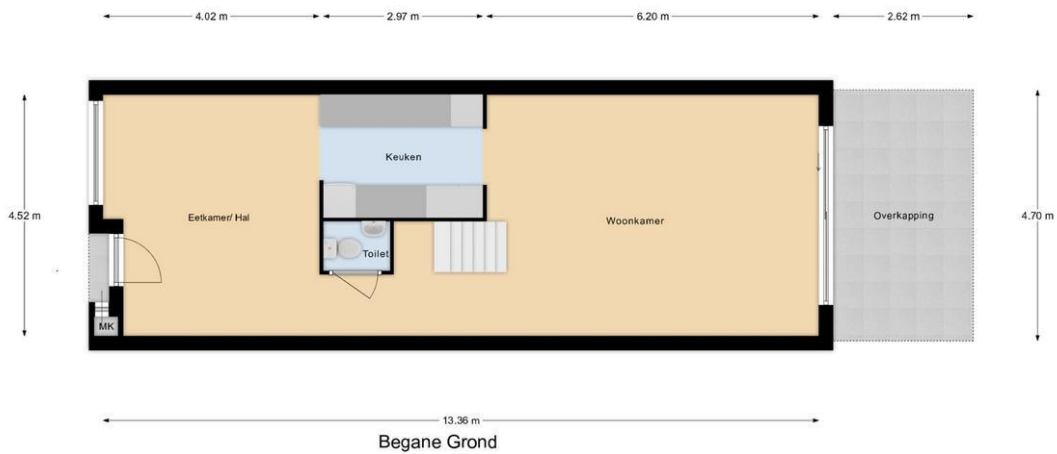 4.02 m
2.97 m
6.20 m
2.62 m
Keuken
4.52 m
Eetkamer/ Hal
Woonkamer
Overkapping
4.70 m
Toilet
MK
13.36 m
Begane Grond